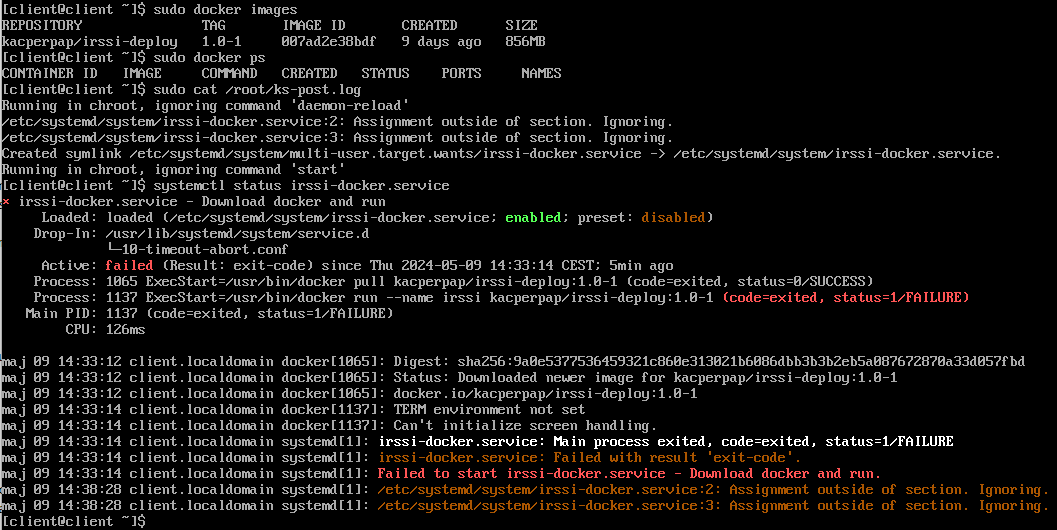 [client@client ~]$ sudo docker images
REPOSITORY               TAG       IMAGE ID       CREATED      SIZE
kacperpap/irssi-deploy   1.0-1     007ad2e38bdf   9 days ago   856MB
[client@client ~]$ sudo docker ps
CONTAINER ID   IMAGE     COMMAND   CREATED   STATUS    PORTS     NAMES
[client@client ~]$ sudo cat /root/ks-post.log
Running in chroot, ignoring command 'daemon-reload'
/etc/systemd/system/irssi-docker.service:2: Assignment outside of section. Ignoring.
/etc/systemd/system/irssi-docker.service:3: Assignment outside of section. Ignoring.
Created symlink /etc/systemd/system/multi-user.target.wants/irssi-docker.service -> /etc/systemd/system/irssi-docker.service.
Running in chroot, ignoring command 'start'
[client@client ~]$ systemctl status irssi-docker.service
× irssi-docker.service - Download docker and run
     Loaded: loaded (/etc/systemd/system/irssi-docker.service; enabled; preset: disabled)
    Drop-In: /usr/lib/systemd/system/service.d
             └─10-timeout-abort.conf
     Active: failed (Result: exit-code) since Thu 2024-05-09 14:33:14 CEST; 5min ago
    Process: 1065 ExecStart=/usr/bin/docker pull kacperpap/irssi-deploy:1.0-1 (code=exited, status=0/SUCCESS)
    Process: 1137 ExecStart=/usr/bin/docker run --name irssi kacperpap/irssi-deploy:1.0-1 (code=exited, status=1/FAILURE)
   Main PID: 1137 (code=exited, status=1/FAILURE)
        CPU: 126ms
maj 09 14:33:12 client.localdomain docker[1065]: Digest: sha256:9a0e5377536459321c860e313021b6086dbb3b3b2eb5a087672870a33d057fbd
maj 09 14:33:12 client.localdomain docker[1065]: Status: Downloaded newer image for kacperpap/irssi-deploy:1.0-1
maj 09 14:33:12 client.localdomain docker[1065]: docker.io/kacperpap/irssi-deploy:1.0-1
maj 09 14:33:14 client.localdomain docker[1137]: TERM environment not set
maj 09 14:33:14 client.localdomain docker[1137]: Can't initialize screen handling.
maj 09 14:33:14 client.localdomain systemd[1]: irssi-docker.service: Main process exited, code=exited, status=1/FAILURE
maj 09 14:33:14 client.localdomain systemd[1]: irssi-docker.service: Failed with result 'exit-code'.
maj 09 14:33:14 client.localdomain systemd[1]: Failed to start irssi-docker.service - Download docker and run.
maj 09 14:38:28 client.localdomain systemd[1]: /etc/systemd/system/irssi-docker.service:2: Assignment outside of section. Ignoring.
maj 09 14:38:28 client.localdomain systemd[1]: /etc/systemd/system/irssi-docker.service:3: Assignment outside of section. Ignoring.
[client@client ~]$